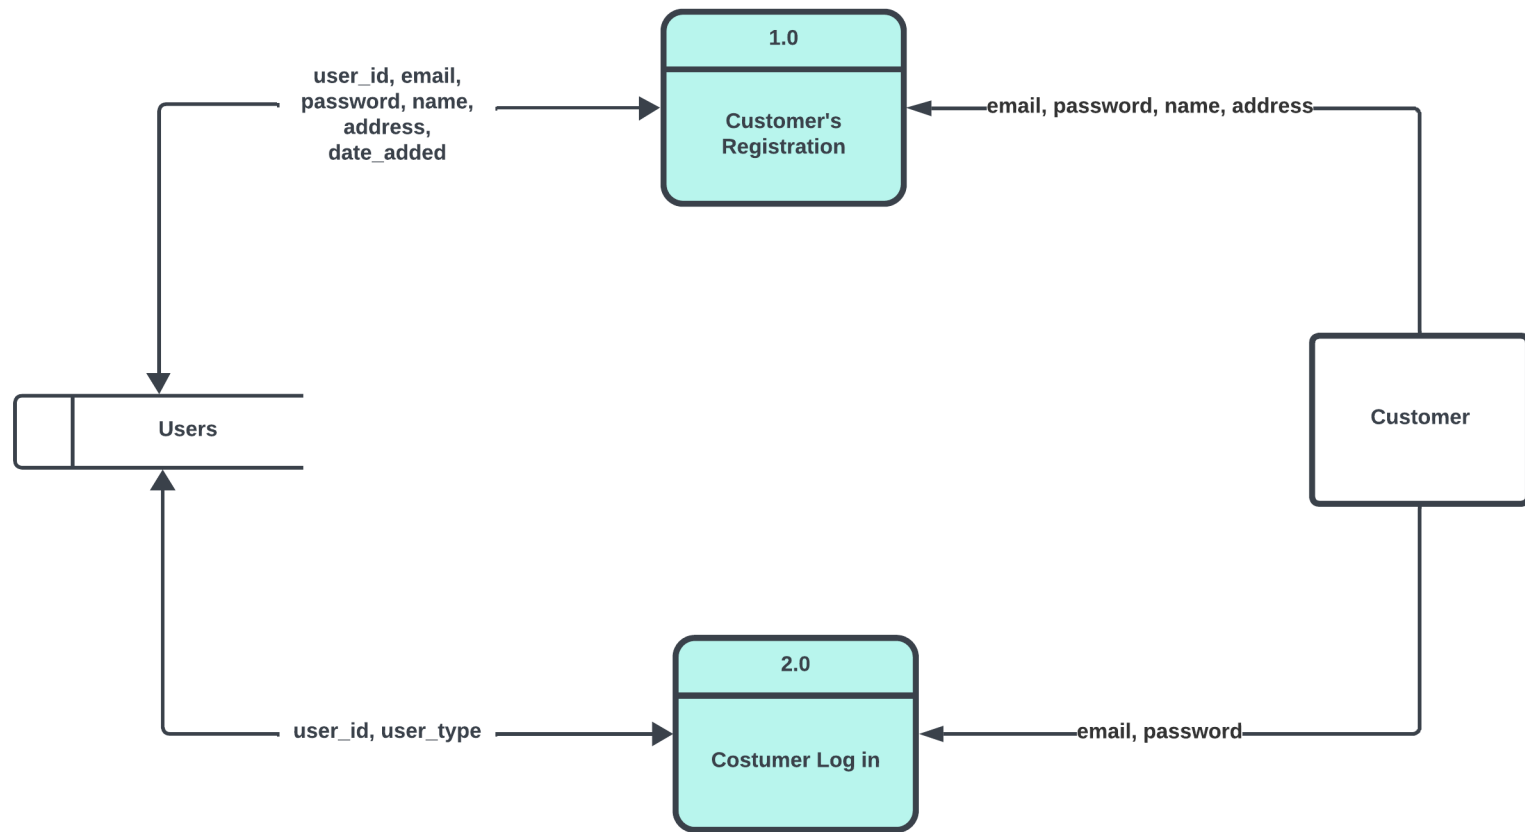 1.0
user_id, email,
password, name,
address,
date_added
Customer's
Registration
email, password, name, address
Users
Customer
2.0
user_id, user_type
Costumer Log in
email, password